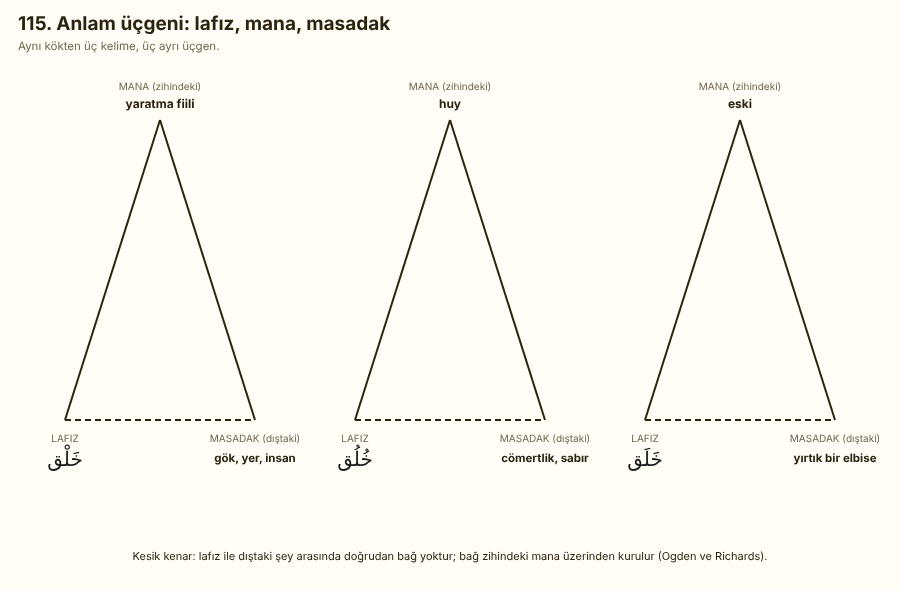 115. Anlam üçgeni: lafız, mana, masadak
Aynı kökten üç kelime, üç ayrı üçgen.
MANA (zihindeki)
yaratma fiili
LAFIZ
خَلْق
MASADAK (dıştaki)
gök, yer, insan
MANA (zihindeki)
huy
LAFIZ
خُلُق
MASADAK (dıştaki)
cömertlik, sabır
MANA (zihindeki)
eski
LAFIZ
خَلَق
MASADAK (dıştaki)
yırtık bir elbise
Kesik kenar: lafız ile dıştaki şey arasında doğrudan bağ yoktur; bağ zihindeki mana üzerinden kurulur (Ogden ve Richards).